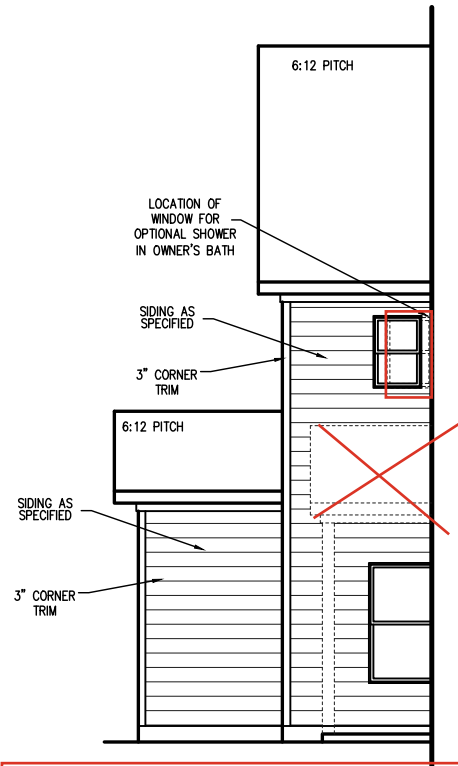 6:12 PITCH
LOCATION OF
WINDOW FOR
OPTIONAL SHOWER
IN OWNER'S BATH
SIDING AS
SPECIFIED
3" CORNER
TRIM
6:12 PITCH
SIDING AS
SPECIFIED
3" CORNER
TRIM